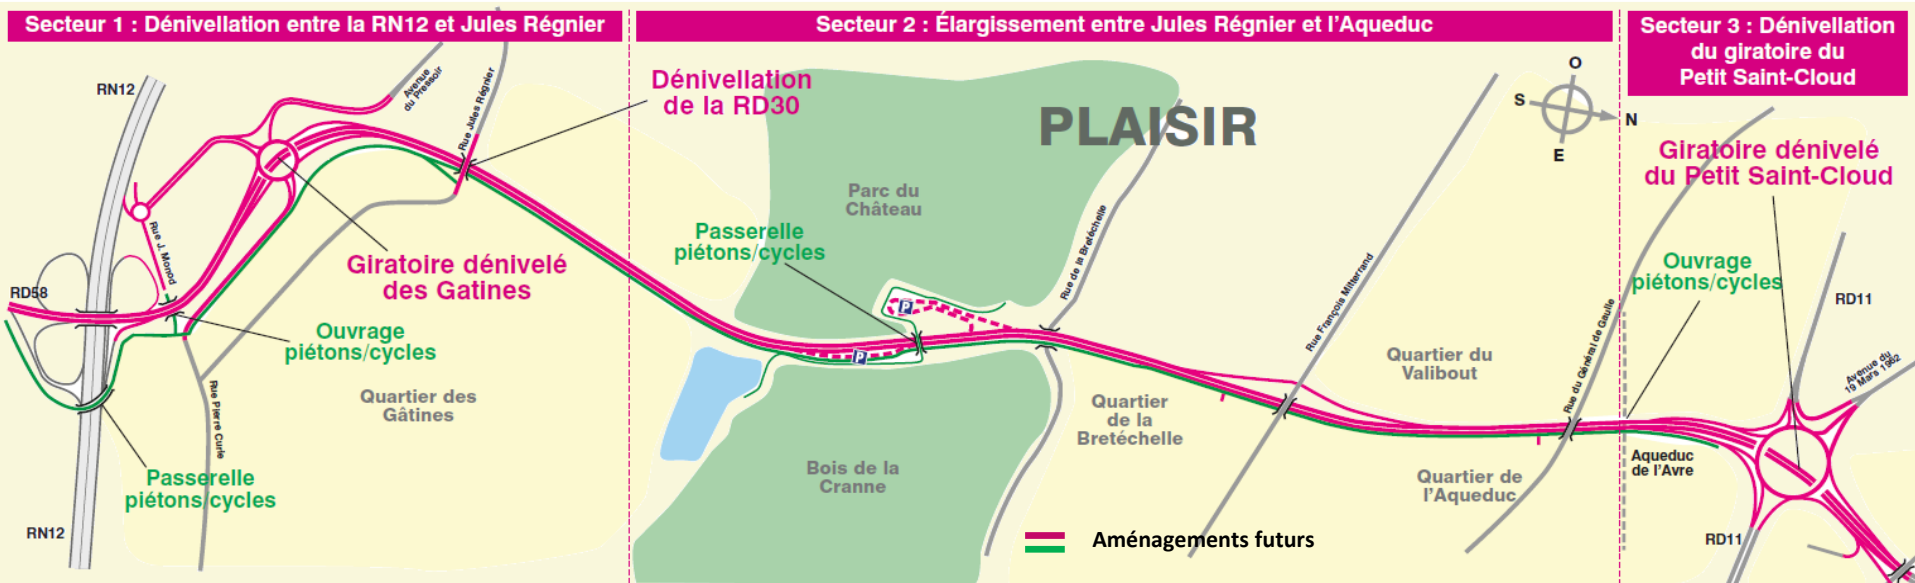 Secteur 1 : Dénivellation entre la RN12 et Jules Régnier
Secteur 2 : Élargissement entre Jules Régnier et l'Aqueduc
Secteur 3 : Dénivellation
du giratoire du
Petit Saint-Cloud
RN12
Avenue
du Pressoir
Rue Jules Régnier
Dénivellation
de la RD30
PLAISIR
O
S
N
E
Giratoire dénivelé
du Petit Saint-Cloud
Parc du
Château
Rue de la Bretéchelle
Passerelle
piétons/cycles
Rue J. Monod
Giratoire dénivelé
des Gatines
RD58
P
P
Rue François Mitterrand
Ouvrage
piétons/cycles
RD11
Rue du Général de Gaulle
Ouvrage
piétons/cycles
Quartier du
Valibout
Avenue du
19 Mars 1962
Rue Pierre Curie
Quartier des
Gâtines
Quartier
de la
Bretéchelle
Aqueduc
de l'Avre
Bois de la
Cranne
Quartier de
l'Aqueduc
Passerelle
piétons/cycles
RN12
Aménagements futurs
RD11